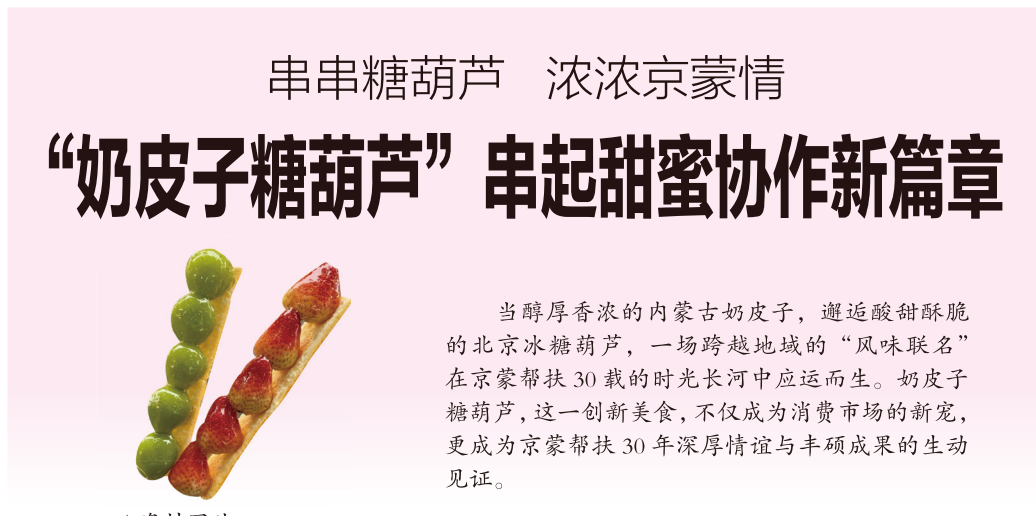 串串糖葫芦 浓浓京蒙情
“奶皮子糖葫芦”串起甜蜜协作新篇章
当醇厚香浓的内蒙古奶皮子，邂逅酸甜酥脆
的北京冰糖葫芦，一场跨越地域的“风味联名”
在京蒙帮扶30载的时光长河中应运而生。奶皮子
糖葫芦，这一创新美食，不仅成为消费市场的新宠，
更成为京蒙帮扶30年深厚情谊与丰硕成果的生动
见证。